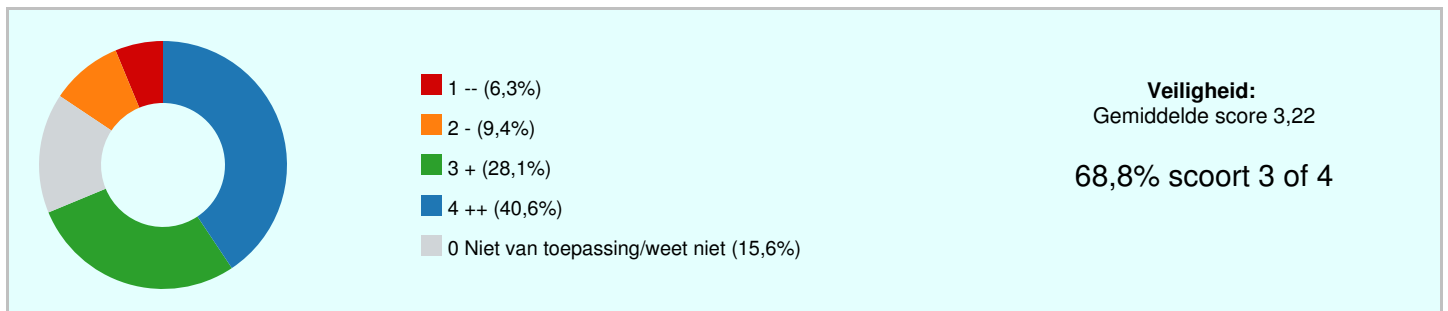 1 -- (6,3%)
2 - (9,4%)
3 + (28,1%)
4 ++ (40,6%)
0 Niet van toepassing/weet niet (15,6%)
Veiligheid:
Gemiddelde score 3,22
68,8% scoort 3 of 4